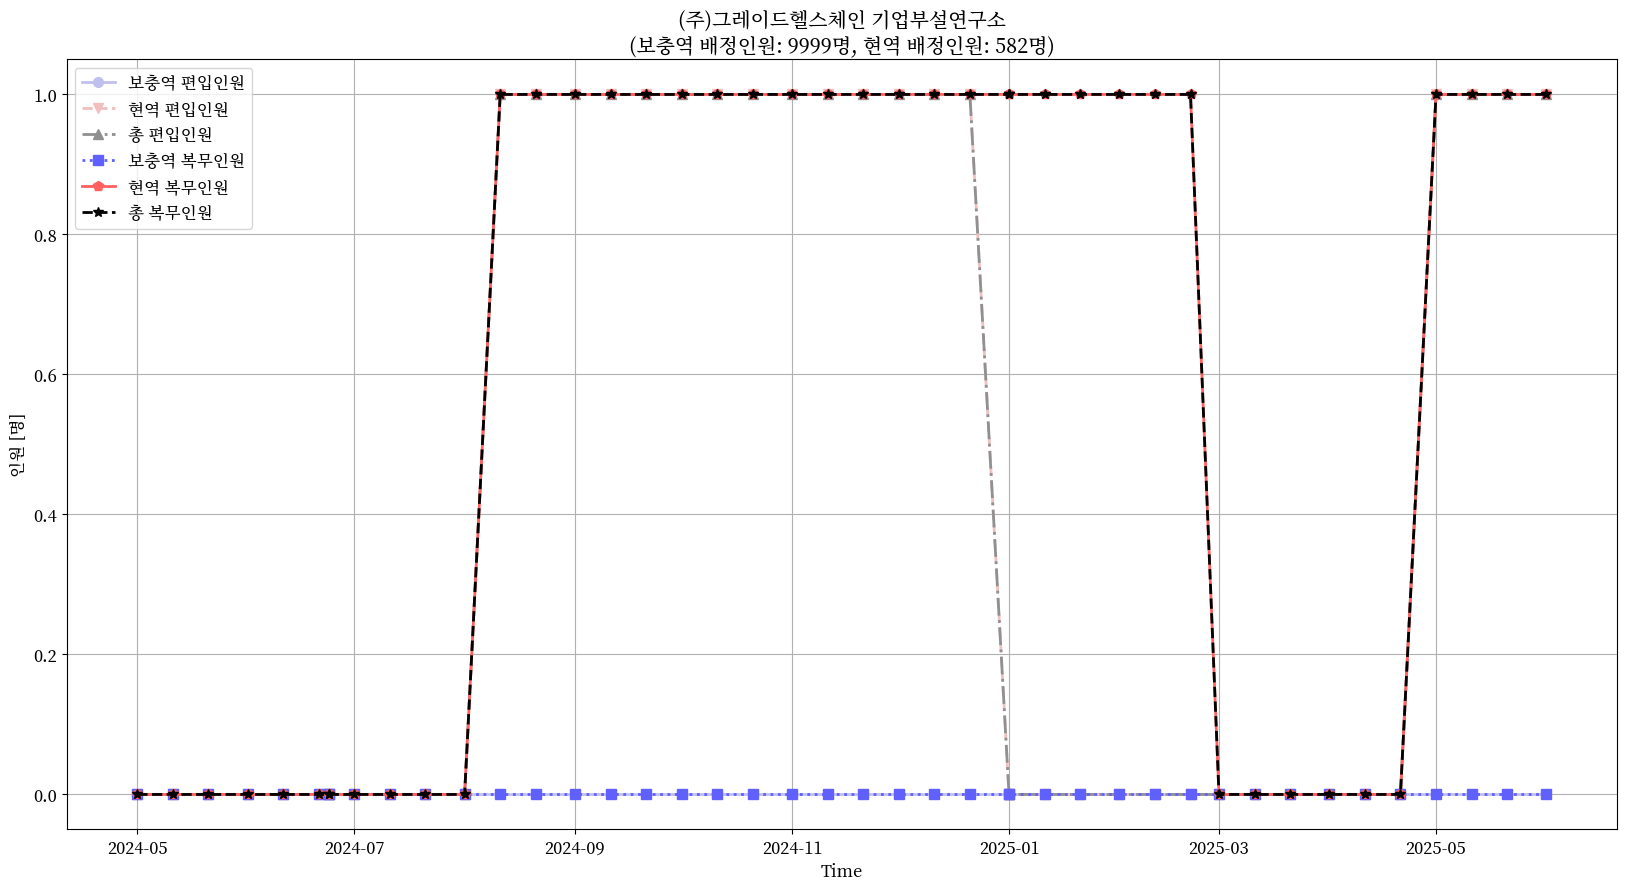 (주)그레이드헬스체인 기업부설연구소
(보충역 배정인원: 9999명, 현역 배정인원: 582명)
보충역 편입인원
현역 편입인원
총 편입인원
보충역 복무인원
현역 복무인원
총 복무인원
1.0
0.8
0.6
0.4
0.2
0.0
인원 [명]
2024-05
2024-07
2024-09
2024-11
2025-01
2025-03
2025-05
Time